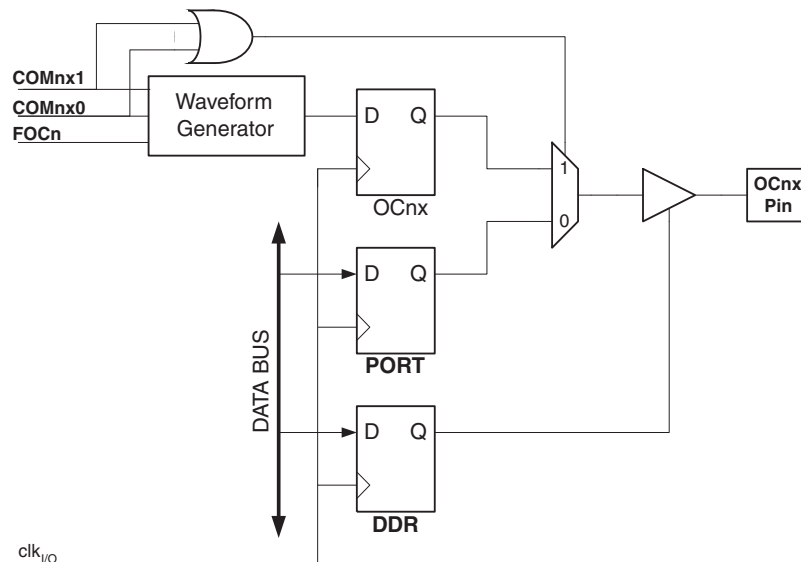 COMnx1
COMnx0
FOCn
Waveform
Generator
D Q
OCnx
1
0
OCnx
Pin
DATA BUS
D Q
PORT
D Q
DDR
clkI/O